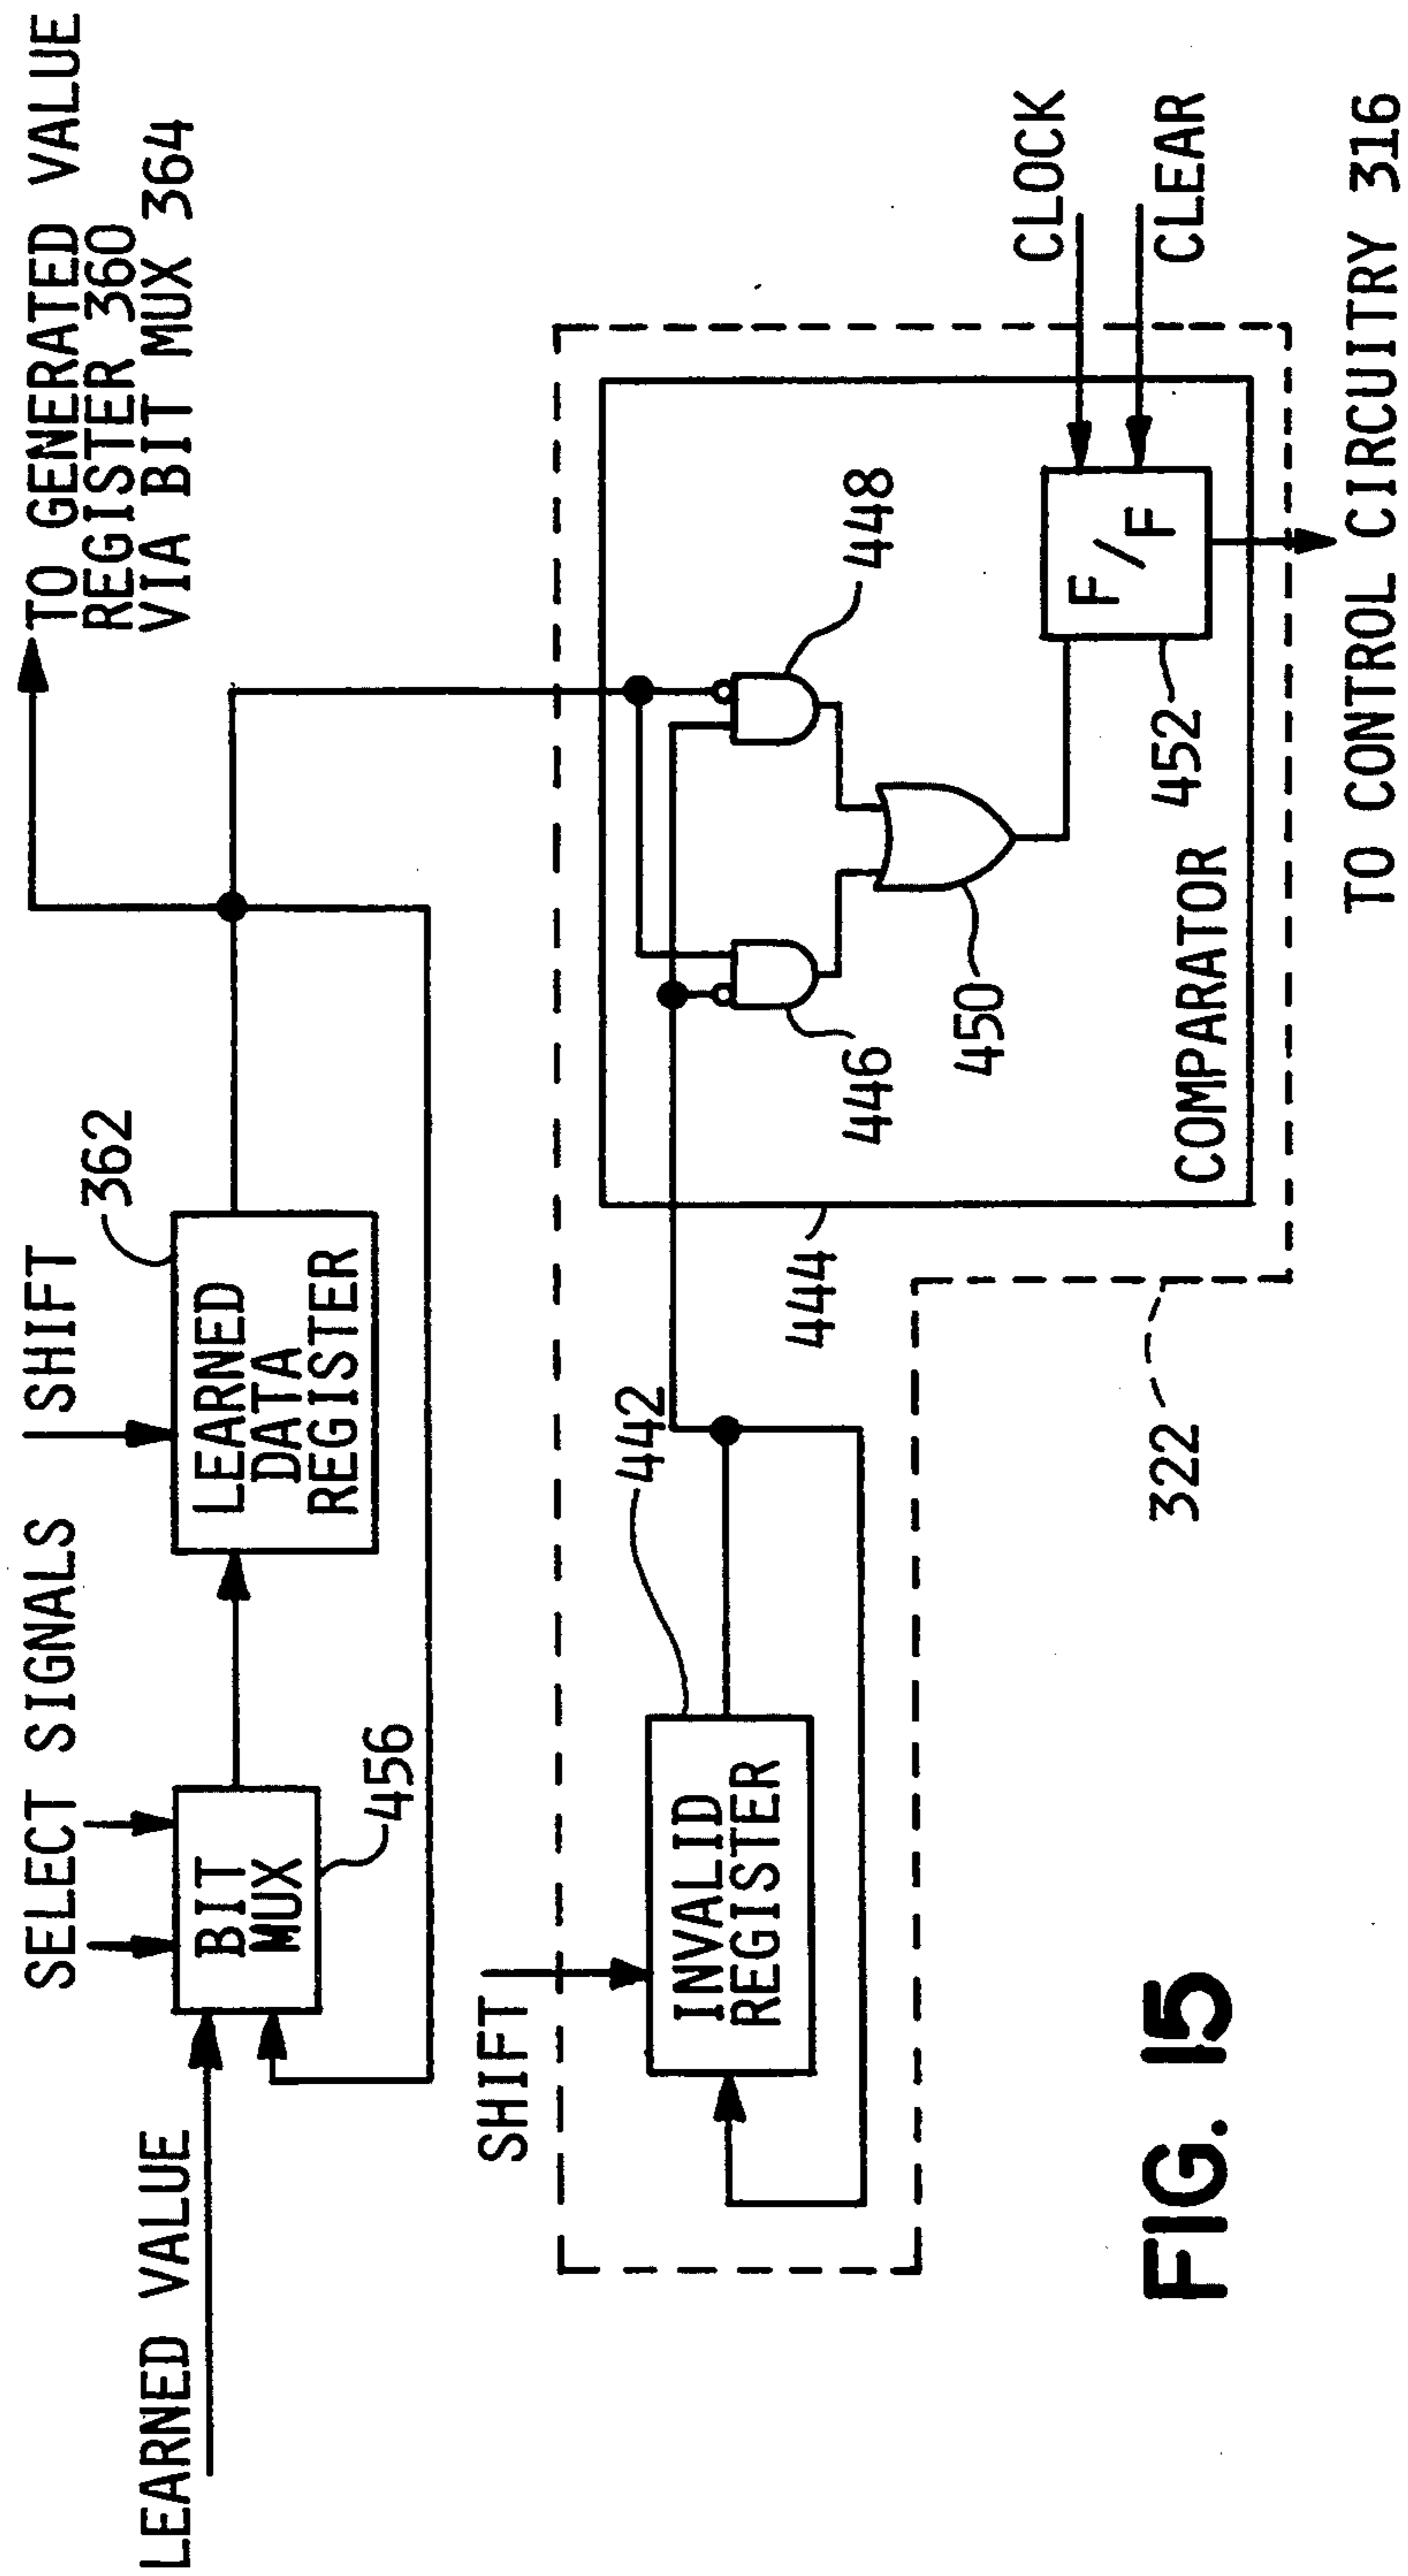 SELECT SIGNALS
SHIFT
TO GENERATED VALUE
REGISTER 360
VIA BIT MUX 364
LEARNED VALUE
BIT
MUX
456
LEARNED
DATA
REGISTER
362
SHIFT
INVALID
REGISTER
442
444
446
448
450
452
F/F
CLOCK
CLEAR
COMPARATOR
322
TO CONTROL CIRCUITRY 316
FIG. 15